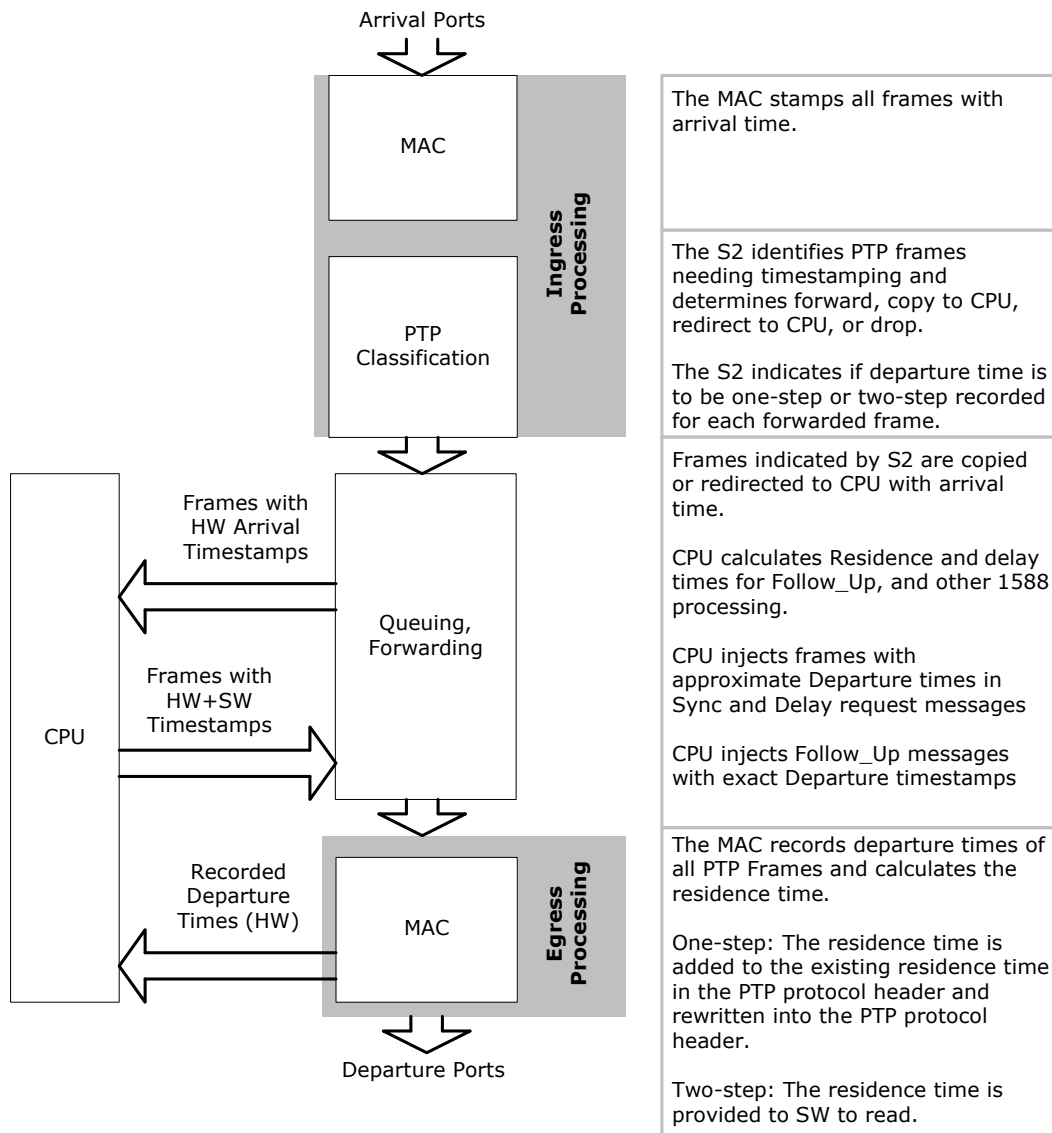 Arrival Ports
MAC
Ingress
Processing
The MAC stamps all frames with
arrival time.
PTP
Classification
The S2 identifies PTP frames
needing timestamping and
determines forward, copy to CPU,
redirect to CPU, or drop.
The S2 indicates if departure time is
to be one-step or two-step recorded
for each forwarded frame.
CPU
Frames with
HW Arrival
Timestamps
Frames with
HW+SW
Timestamps
Queuing,
Forwarding
Frames indicated by S2 are copied
or redirected to CPU with arrival
time.
CPU calculates Residence and delay
times for Follow_Up, and other 1588
processing.
CPU injects frames with
approximate Departure times in
Sync and Delay request messages
CPU injects Follow_Up messages
with exact Departure timestamps
Recorded
Departure
Times (HW)
MAC
Egress
Processing
Departure Ports
The MAC records departure times of
all PTP Frames and calculates the
residence time.
One-step: The residence time is
added to the existing residence time
in the PTP protocol header and
rewritten into the PTP protocol
header.
Two-step: The residence time is
provided to SW to read.